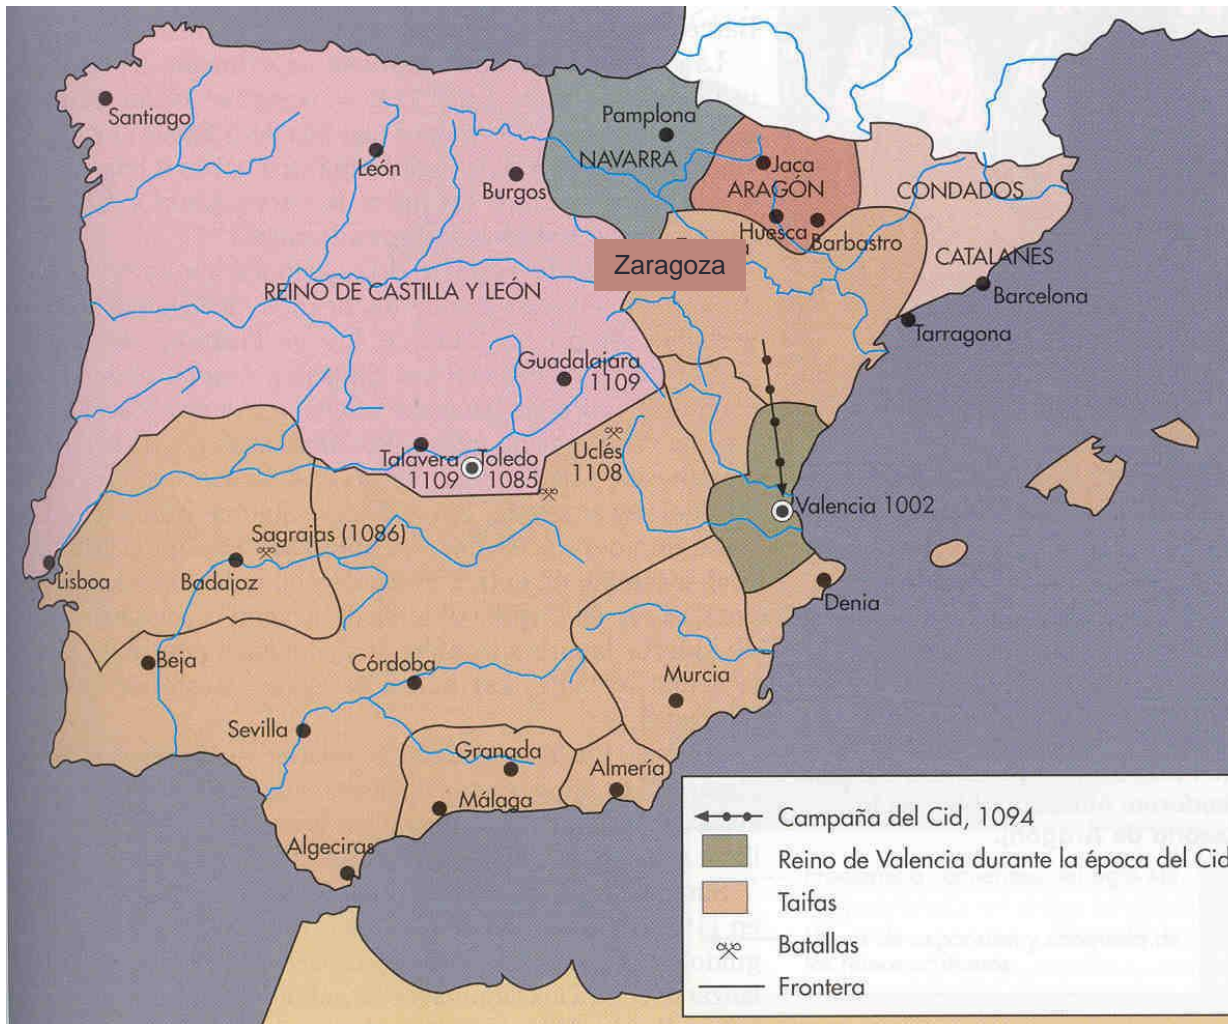 Santiago
León
Burgos
Pamplona
NAVARRA
Jaca
ARAGÓN
Huesca
Barbastro
CONDADOS
CATALANES
Barcelona
Tarragona
Zaragoza
REINO DE CASTILLA Y LEÓN
Guadalajara
1109
Talavera
1109
Toledo
1085
Uclés
1108
Valencia 1002
Sagrajas (1086)
Badajoz
Lisboa
Denia
Beja
Córdoba
Murcia
Sevilla
Granada
Almería
Málaga
Algeciras
Campaña del Cid, 1094
Reino de Valencia durante la época del Cid
Taifas
Batallas
Frontera